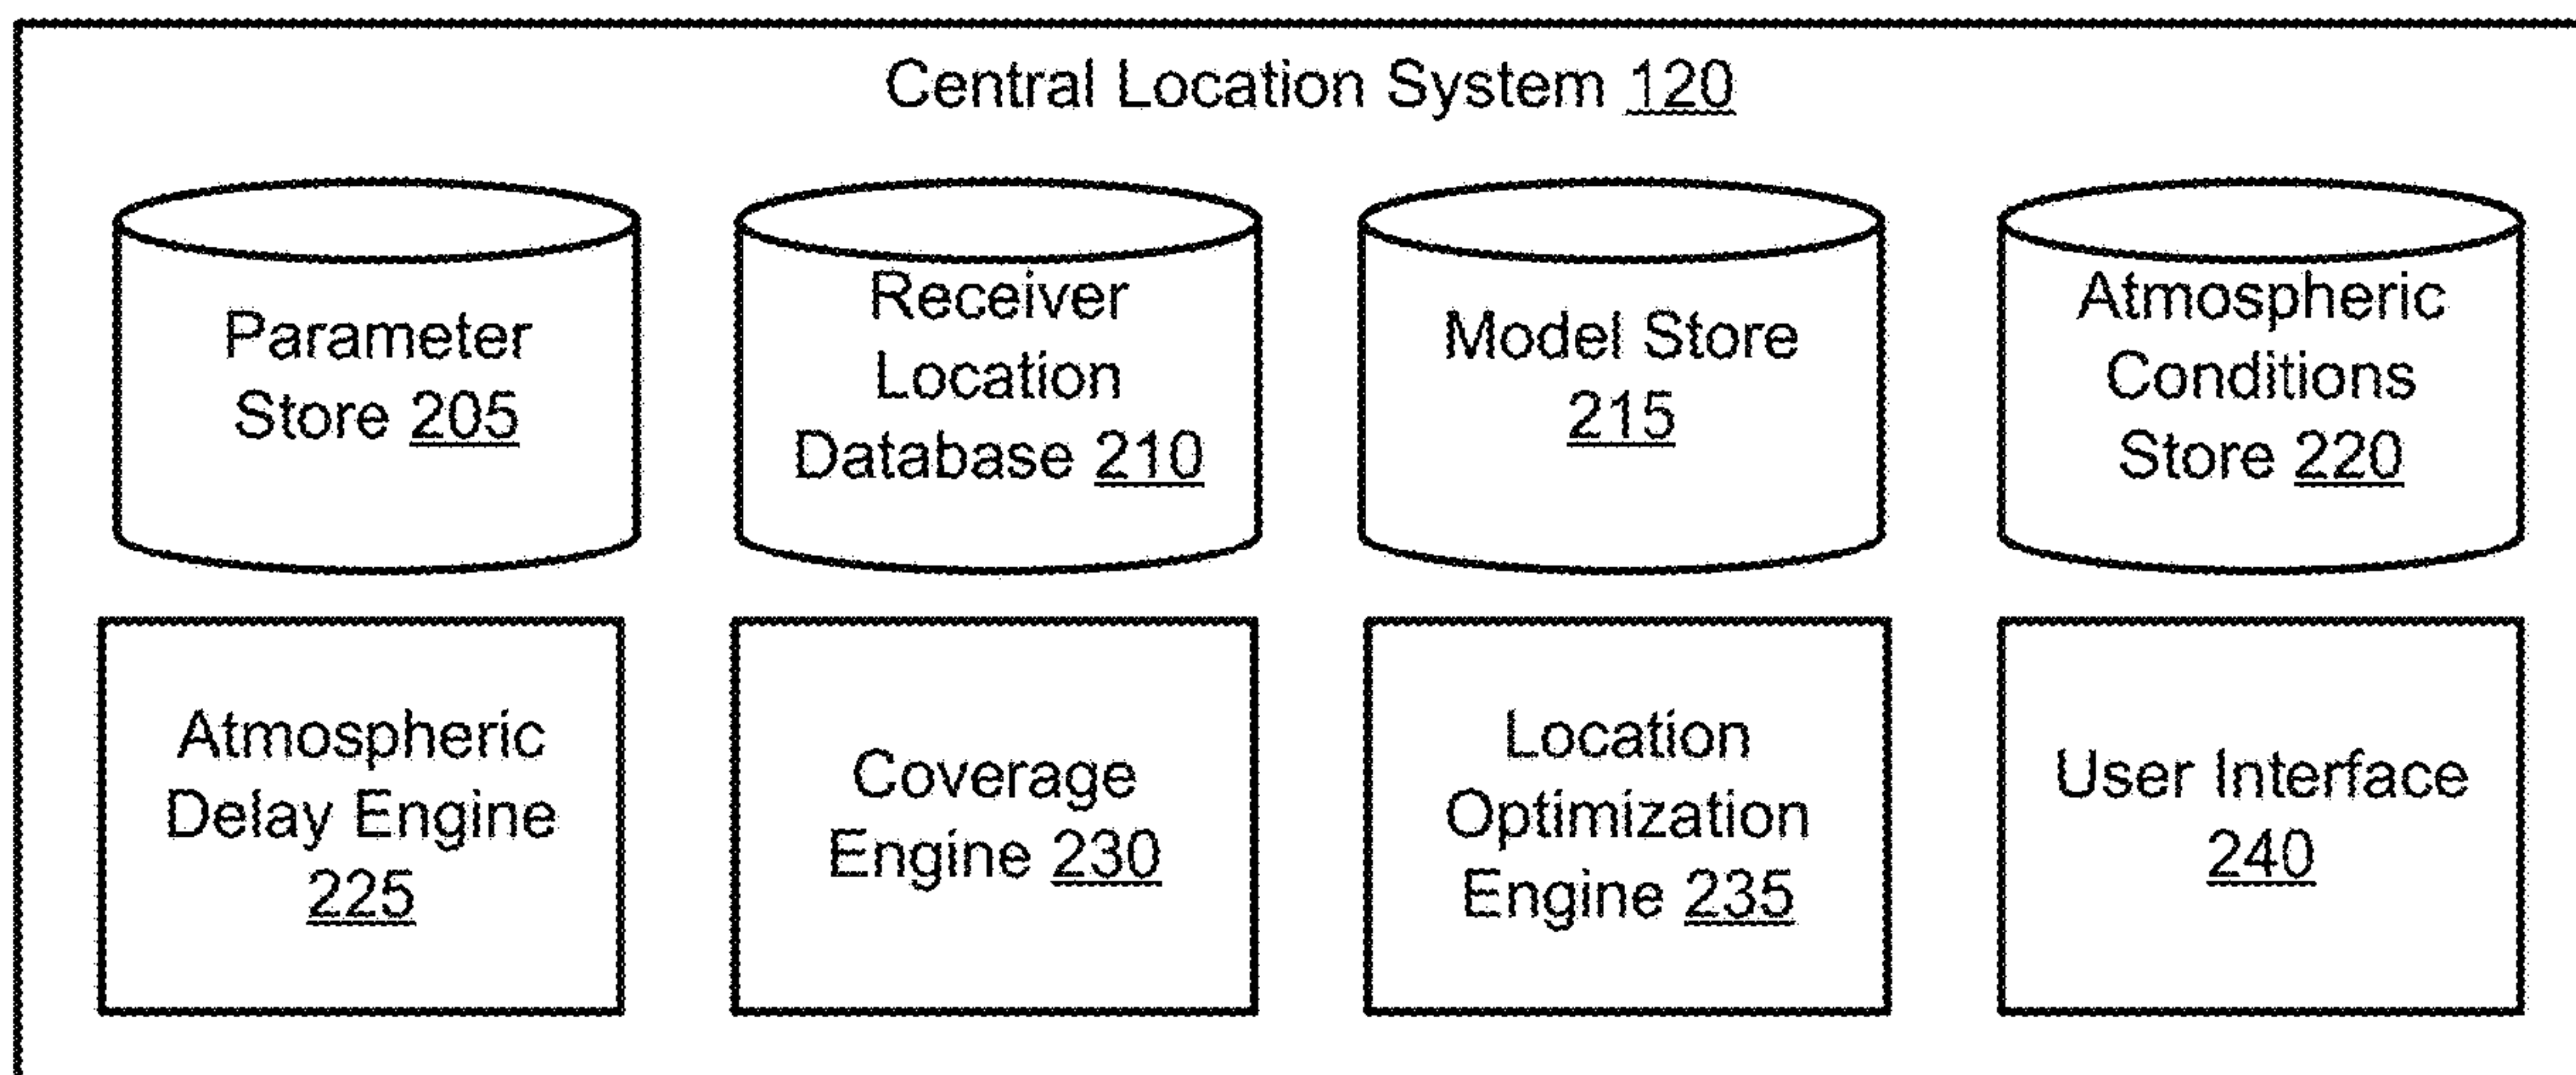 Central Location System 120
Parameter
Store 205
Receiver
Location
Database 210
Model Store
215
Atmospheric
Conditions
Store 220
Atmospheric
Delay Engine
225
Coverage
Engine 230
Location
Optimization
Engine 235
User Interface
240